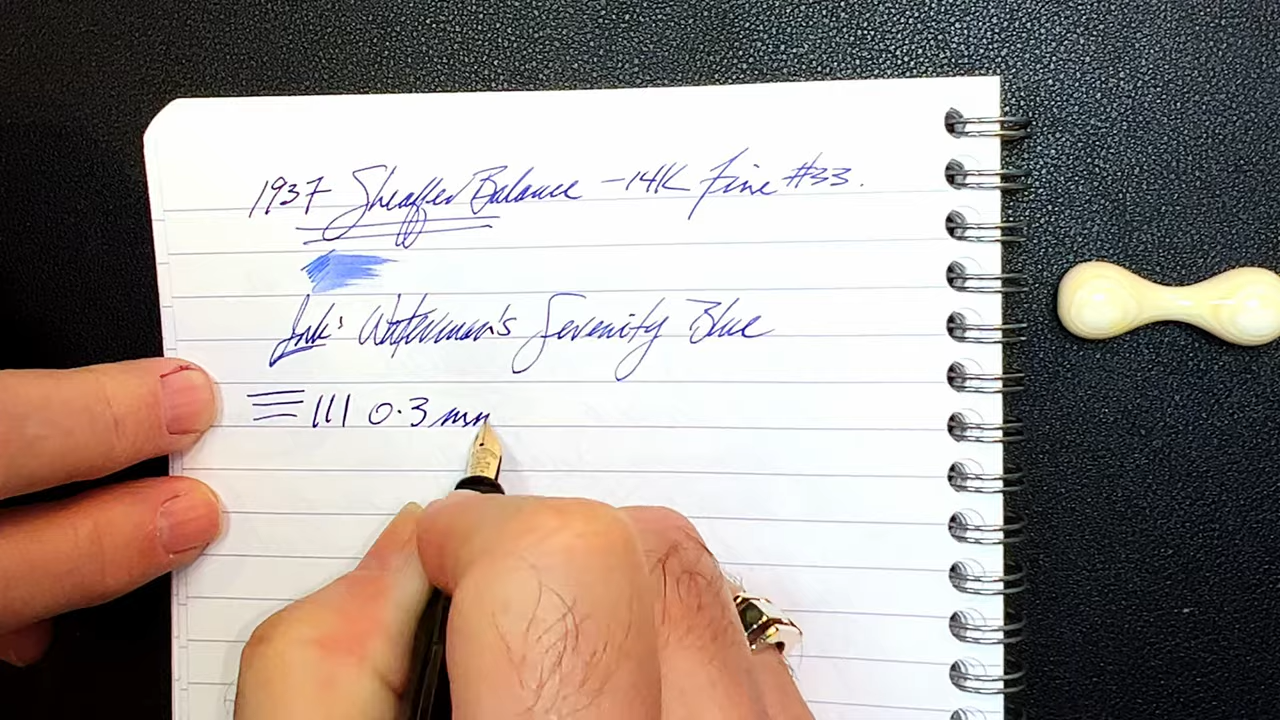 1937 Sheaffer Balance - 14K Fine #33.
Ink: Waterman's Serenity Blue
0.3 mm